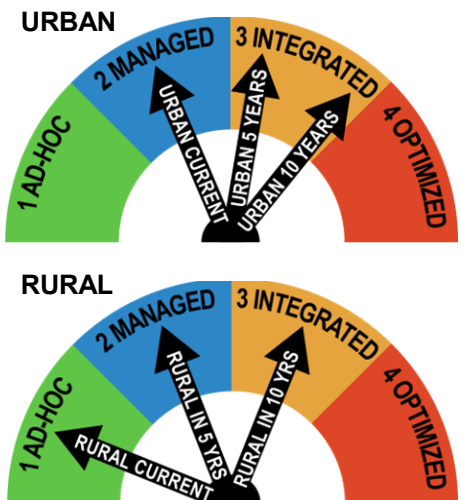 URBAN
1 AD-HOC
2 MANAGED
3 INTEGRATED
4 OPTIMIZED
URBAN CURRENT
URBAN 5 YEARS
URBAN 10 YEARS
RURAL
1 AD-HOC
2 MANAGED
3 INTEGRATED
4 OPTIMIZED
RURAL CURRENT
RURAL IN 5 YRS
RURAL IN 10 YRS